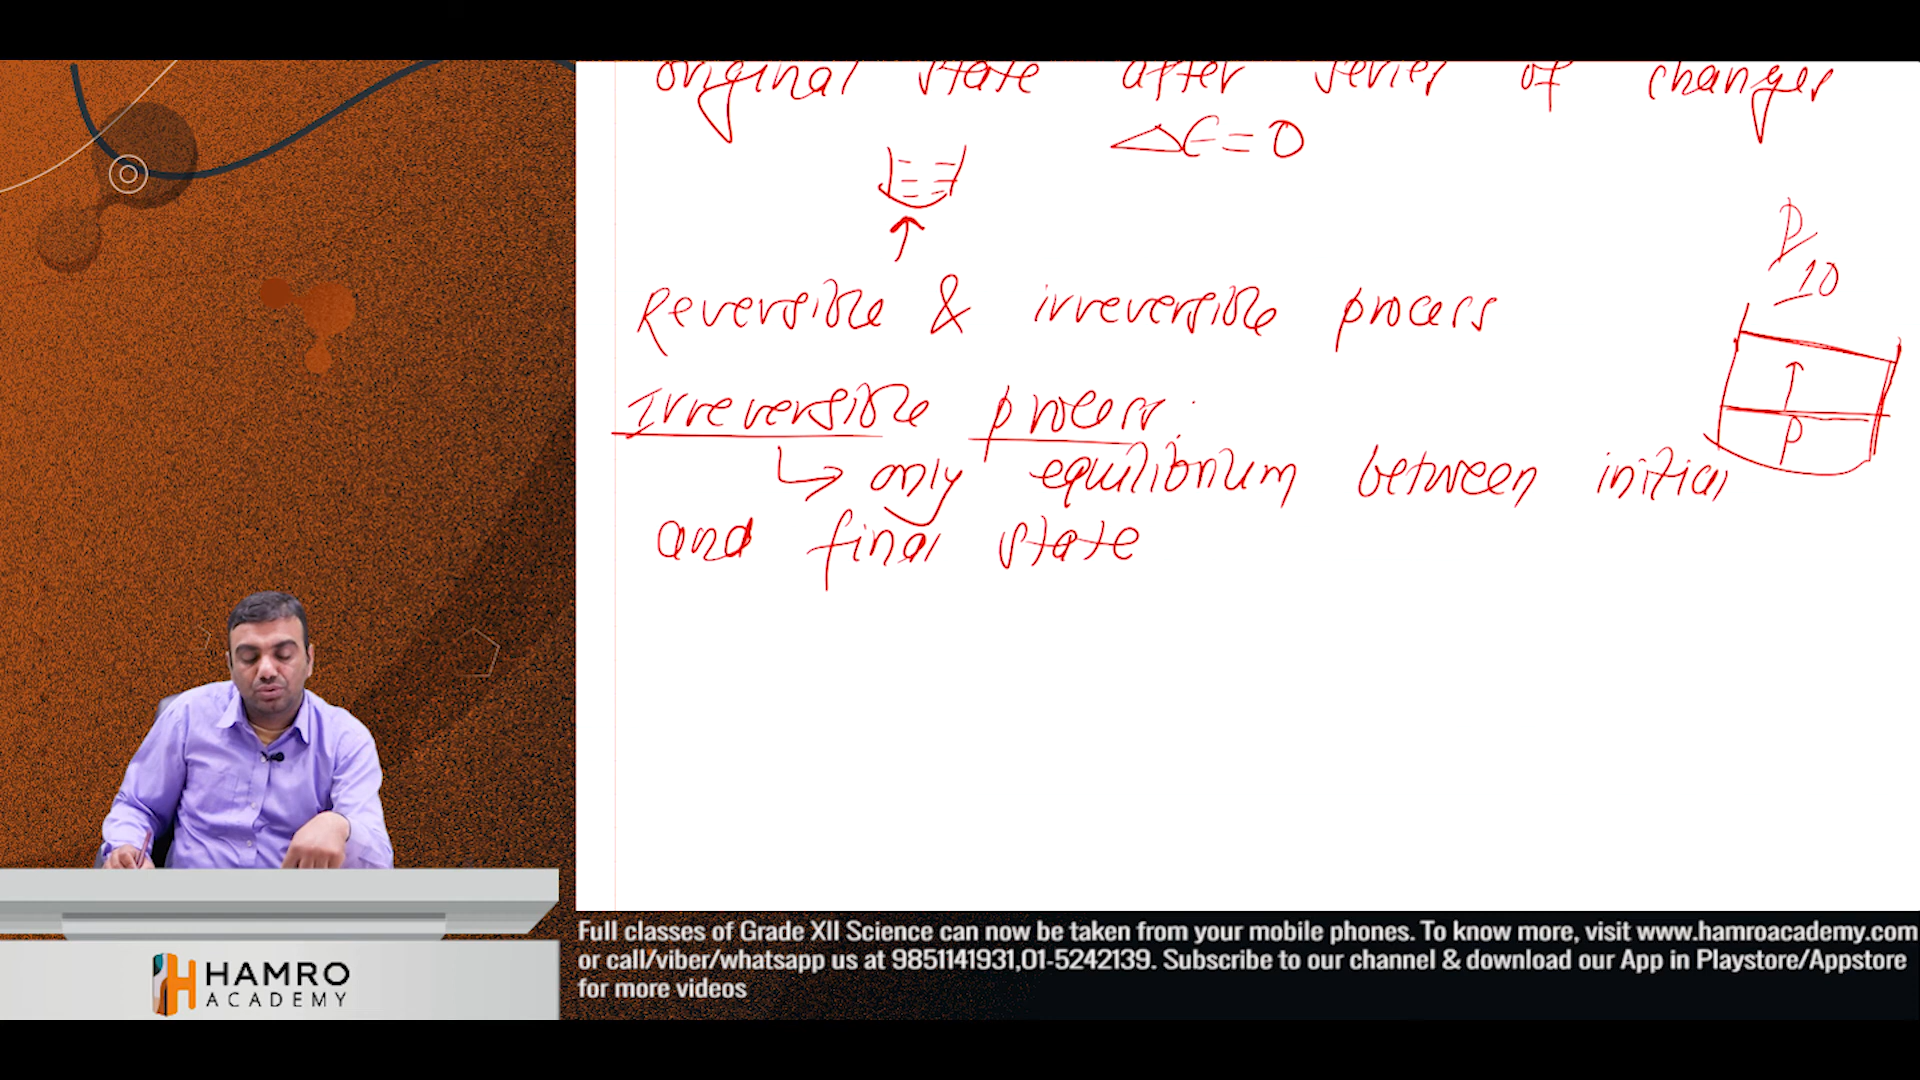 original state after series of changes
ΔE = 0
P
10
Reversible & irreversible process
Irreversible process:
P
↳ only equilibrium between initial
and final state
HAMRO
ACADEMY
Full classes of Grade XII Science can now be taken from your mobile phones. To know more, visit www.hamroacademy.com
or call/viber/whatsapp us at 9851141931,01-5242139. Subscribe to our channel & download our App in Playstore/Appstore
for more videos